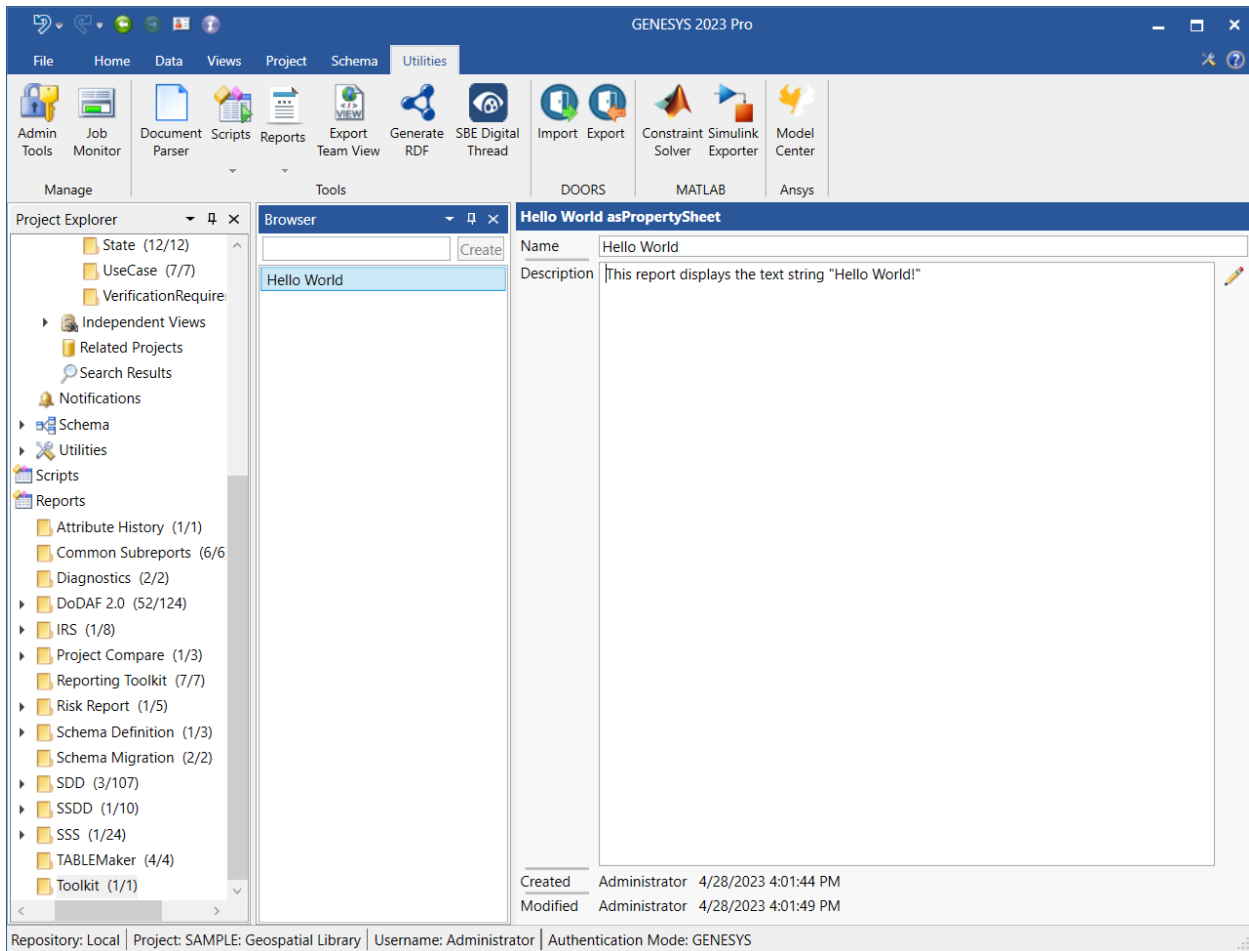 GENESYS 2023 Pro
File Home Data Views Project Schema Utilities
Admin Tools
Job Monitor
Document Parser
Scripts
Reports
VIEW
Export Team View
Generate RDF
SBE Digital Thread
Import
Export
Constraint Solver
Simulink Exporter
Model Center
Manage
Tools
DOORS
MATLAB
Ansys
Project Explorer
State (12/12)
UseCase (7/7)
VerificationRequirer
Independent Views
Related Projects
Search Results
Notifications
Schema
Utilities
Scripts
Reports
Attribute History (1/1)
Common Subreports (6/6
Diagnostics (2/2)
DoDAF 2.0 (52/124)
IRS (1/8)
Project Compare (1/3)
Reporting Toolkit (7/7)
Risk Report (1/5)
Schema Definition (1/3)
Schema Migration (2/2)
SDD (3/107)
SSDD (1/10)
SSS (1/24)
TABLEMaker (4/4)
Toolkit (1/1)
Browser
Create
Hello World
Hello World asPropertySheet
Name Hello World
Description This report displays the text string "Hello World!"
Created Administrator 4/28/2023 4:01:44 PM
Modified Administrator 4/28/2023 4:01:49 PM
Repository: Local Project: SAMPLE: Geospatial Library Username: Administrator Authentication Mode: GENESYS